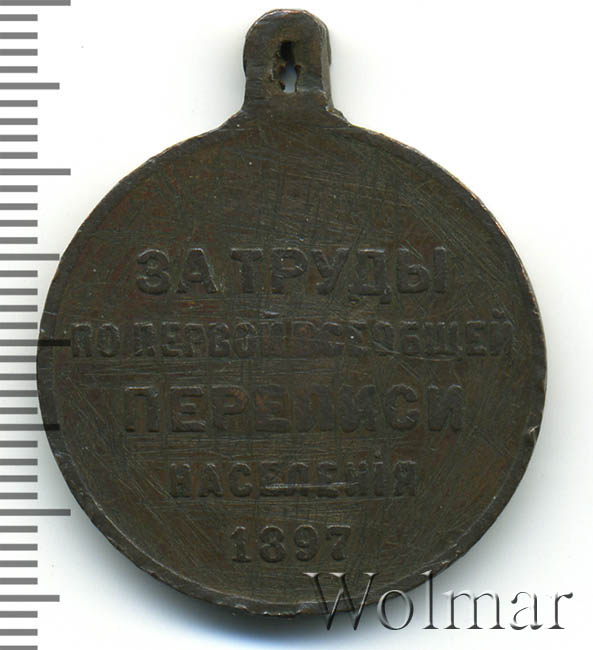 ЗА ТРУДЫ
ПО ПЕРВОЙ ВСЕОБЩЕЙ
ПЕРЕПИСИ
НАСЕЛЕНІЯ
1897
Wolmar